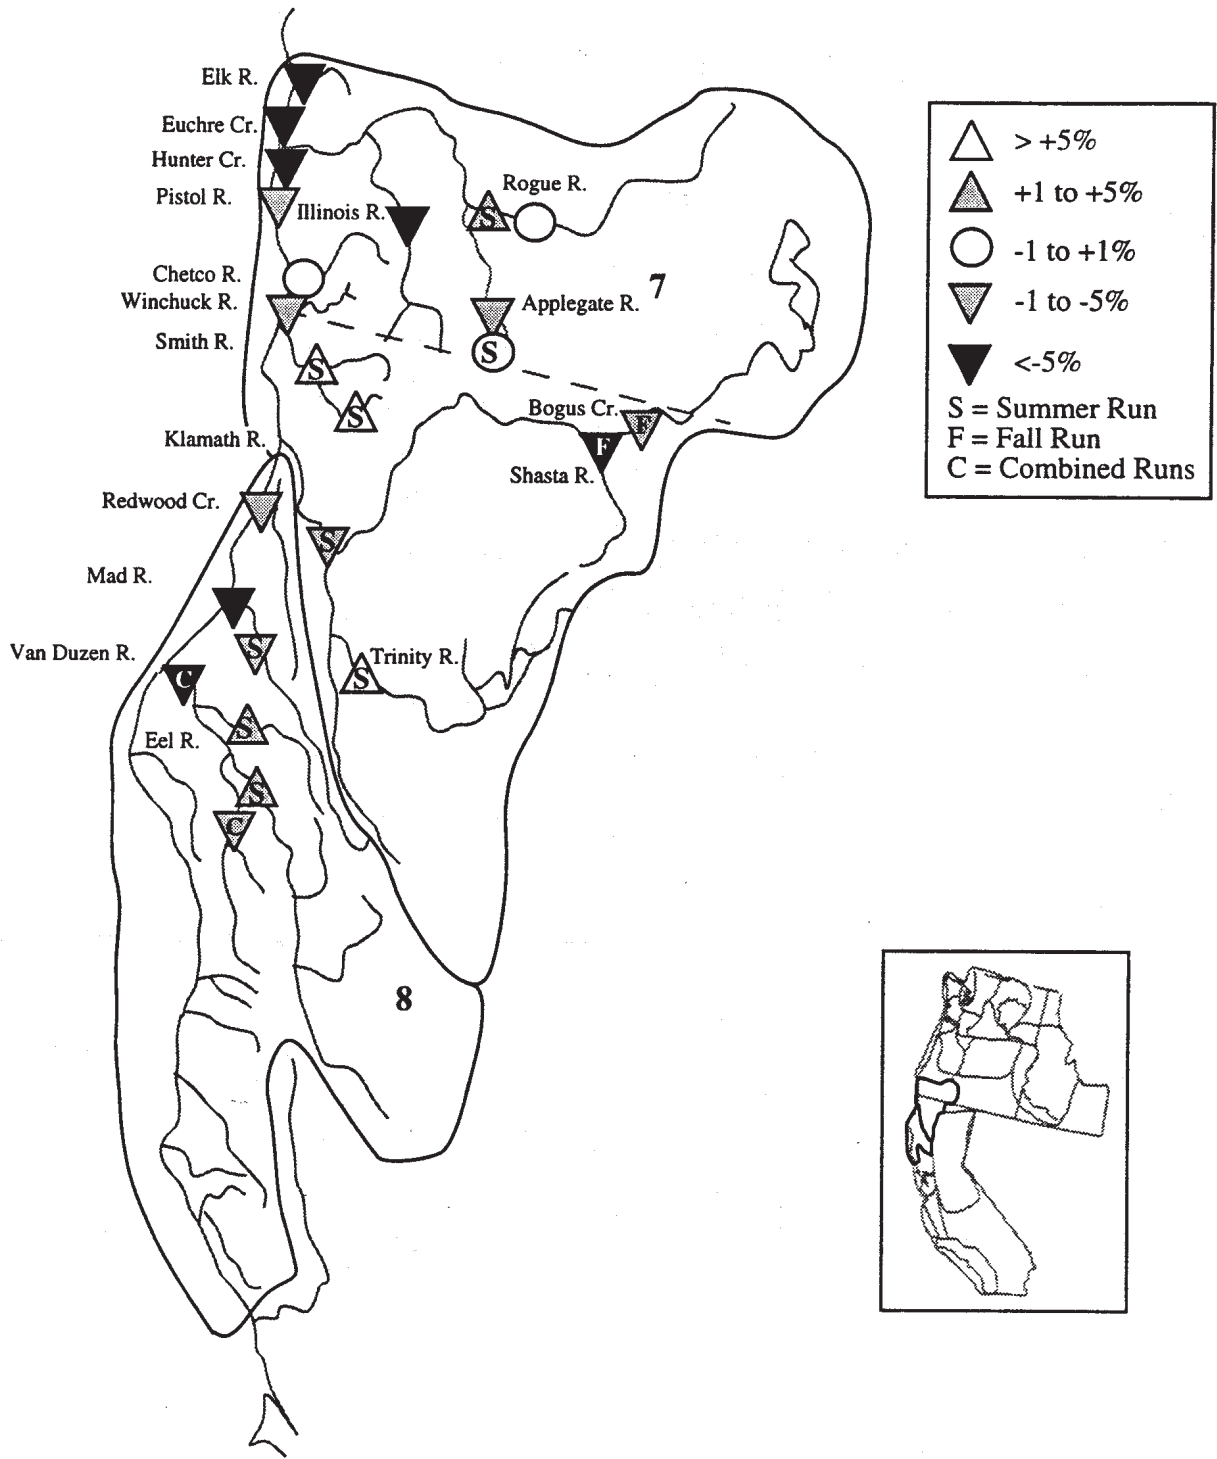 Elk R.
Euchre Cr.
Hunter Cr.
Pistol R.
Illinois R.
Rogue R.
S
Chetco R.
Winchuck R.
Applegate R.
7
Smith R.
S
S
S
Bogus Cr.
F
F
Klamath R.
Shasta R.
Redwood Cr.
S
Mad R.
Van Duzen R.
S
Trinity R.
S
C
S
Eel R.
S
C
8
> +5%
+1 to +5%
-1 to +1%
-1 to -5%
<-5%
S = Summer Run
F = Fall Run
C = Combined Runs